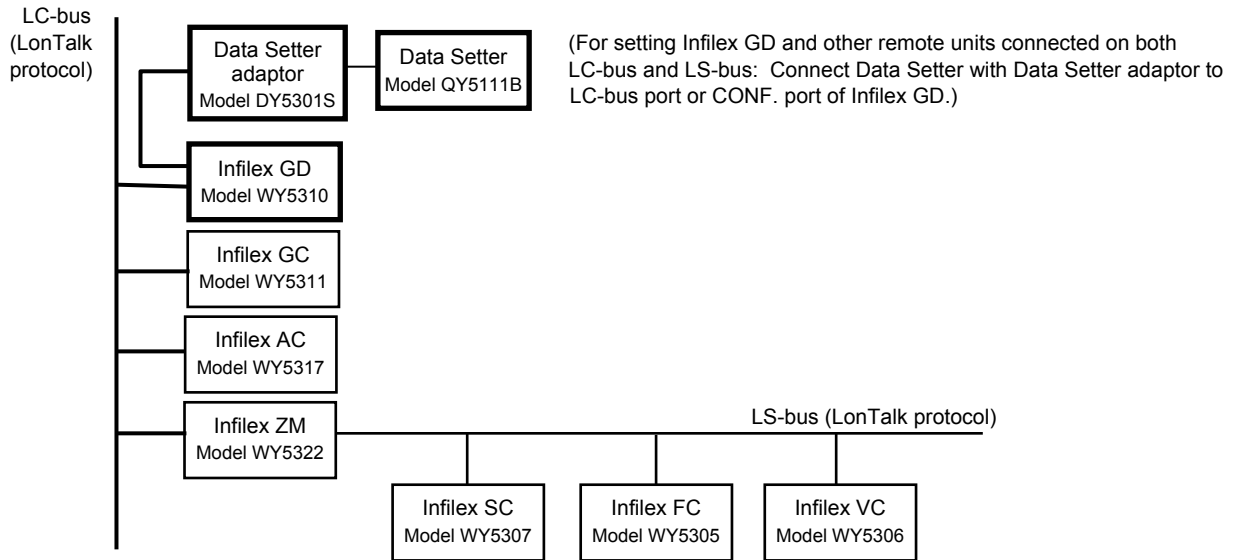 LC-bus
(LonTalk
protocol)
Data Setter
adaptor
Model DY5301S
Data Setter
Model QY5111B
(For setting Infilex GD and other remote units connected on both
LC-bus and LS-bus: Connect Data Setter with Data Setter adaptor to
LC-bus port or CONF. port of Infilex GD.)
Infilex GD
Model WY5310
Infilex GC
Model WY5311
Infilex AC
Model WY5317
Infilex ZM
Model WY5322
LS-bus (LonTalk protocol)
Infilex SC
Model WY5307
Infilex FC
Model WY5305
Infilex VC
Model WY5306